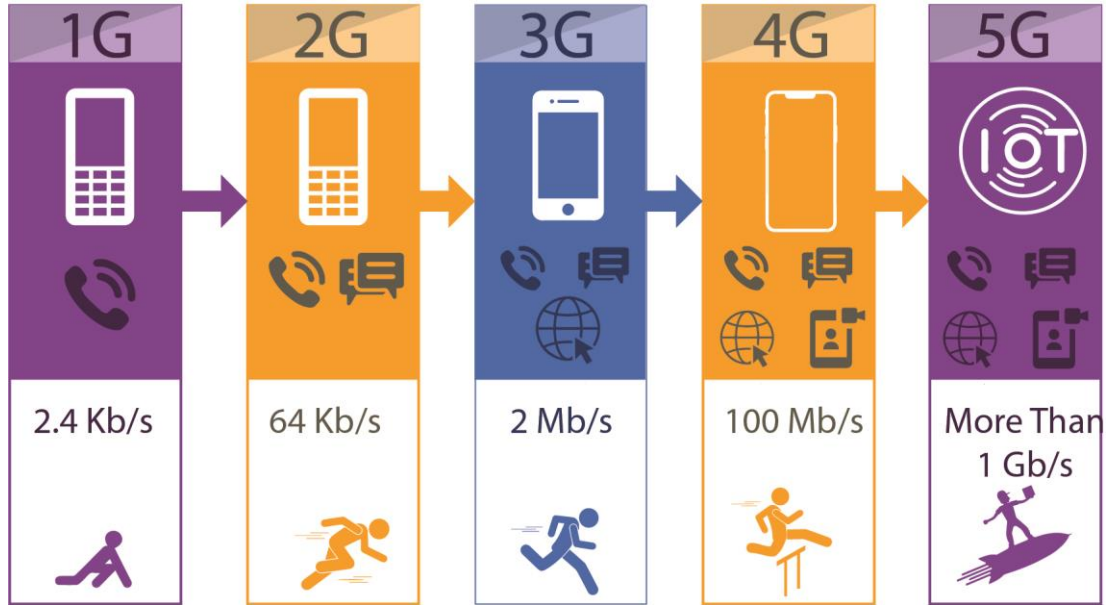 1G
2G
3G
4G
5G
IoT
2.4 Kb/s
64 Kb/s
2 Mb/s
100 Mb/s
More Than
1 Gb/s